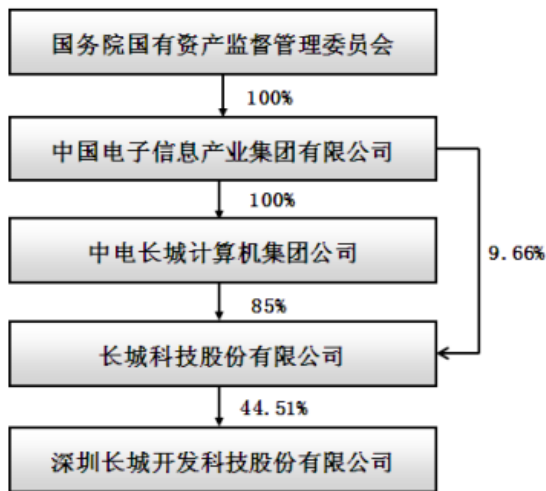 国务院国有资产监督管理委员会
100%
中国电子信息产业集团有限公司
100%
中电长城计算机集团公司
9.66%
85%
长城科技股份有限公司
44.51%
深圳长城开发科技股份有限公司